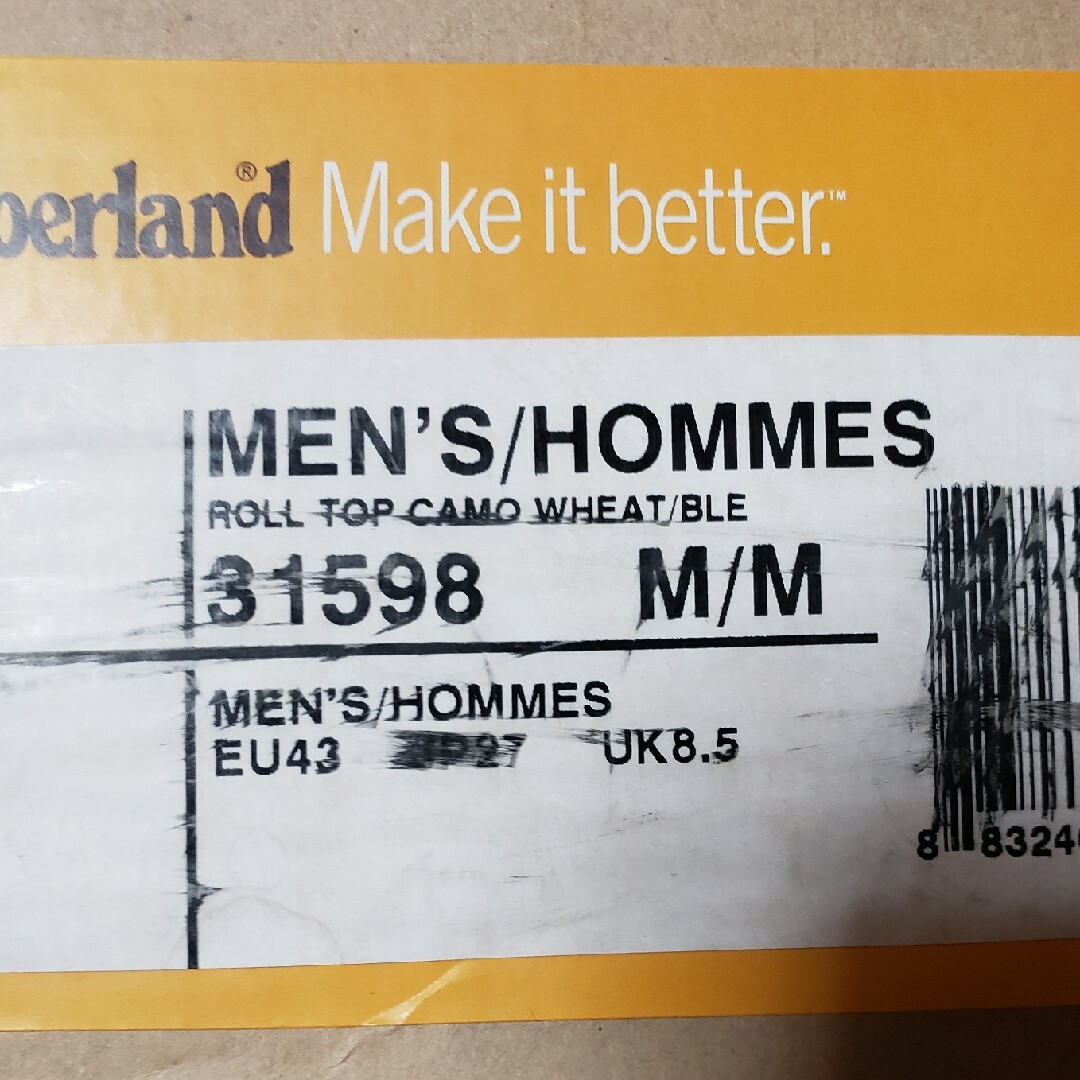 berland® Make it better.™
MEN'S/HOMMES
ROLL TOP CAMO WHEAT/BLE
31598 M/M
MEN'S/HOMMES
EU43 UK8.5
8 8324